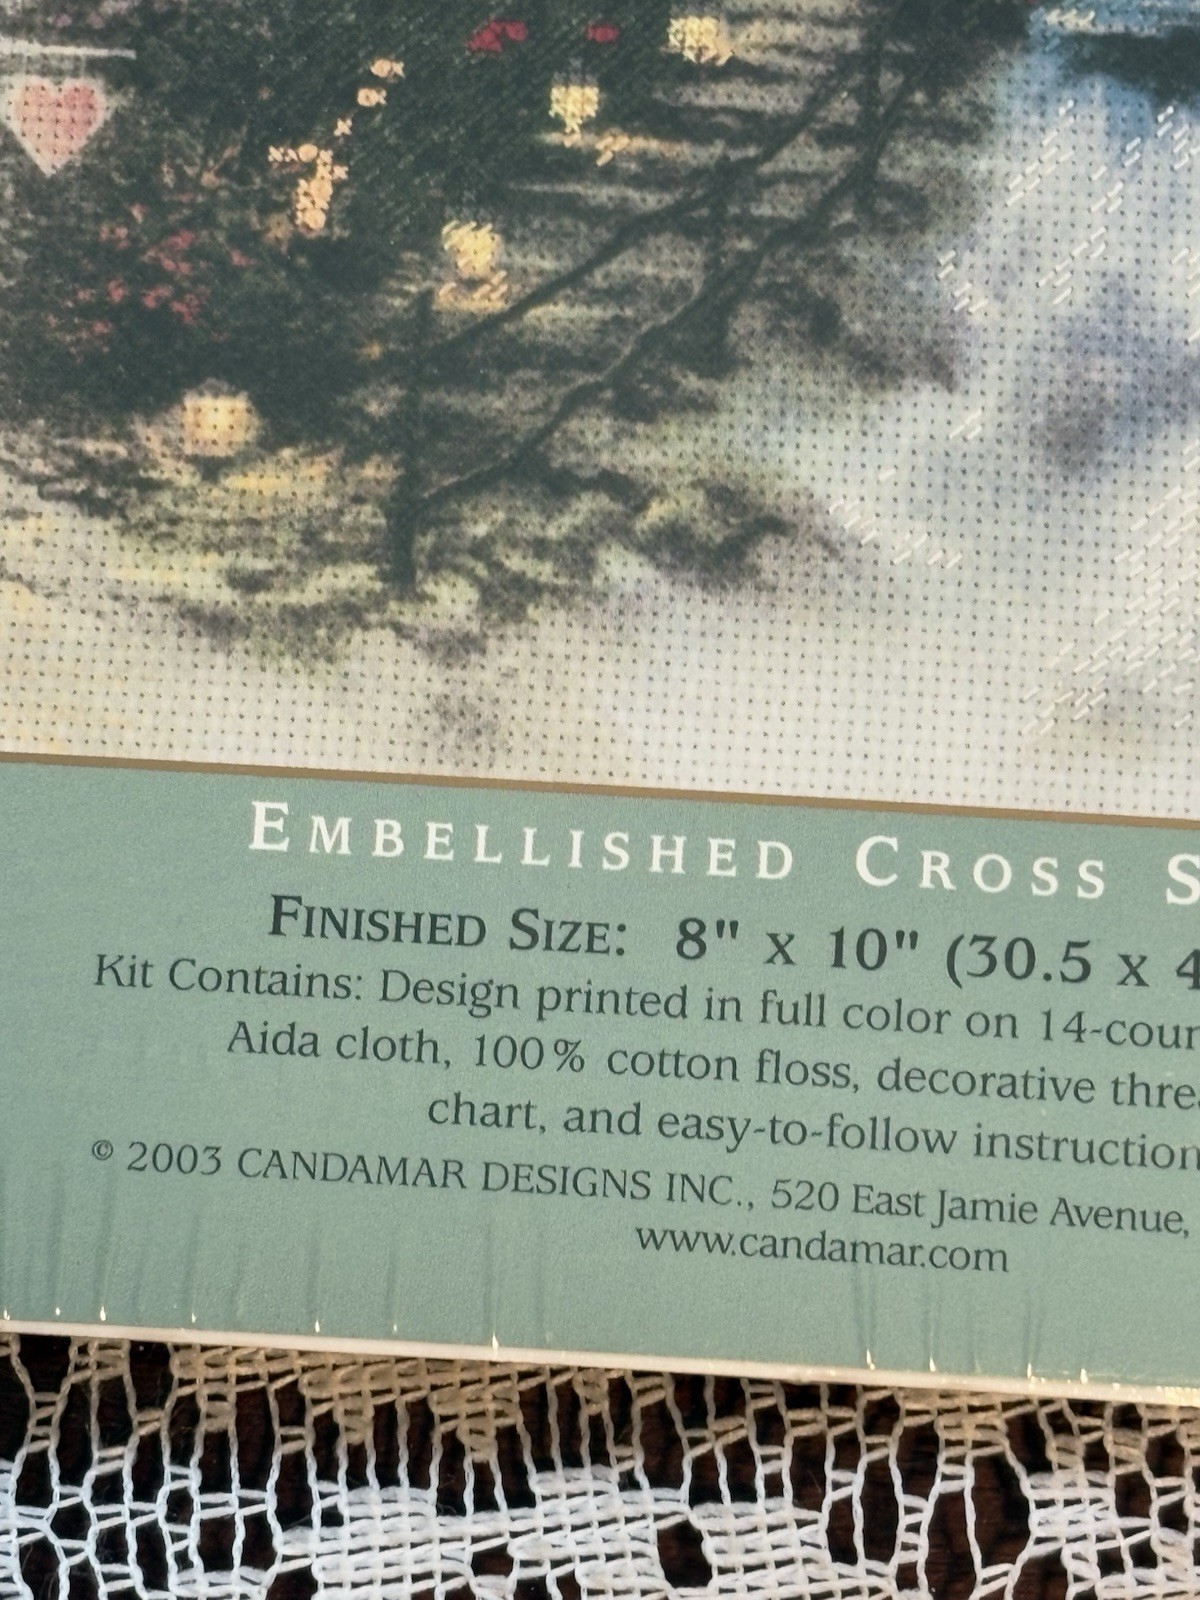 EMBELLISHED CROSS S
FINISHED SIZE: 8" x 10" (30.5 x 4
Kit Contains: Design printed in full color on 14-coun
Aida cloth, 100% cotton floss, decorative threa
chart, and easy-to-follow instruction
© 2003 CANDAMAR DESIGNS INC., 520 East Jamie Avenue,
www.candamar.com